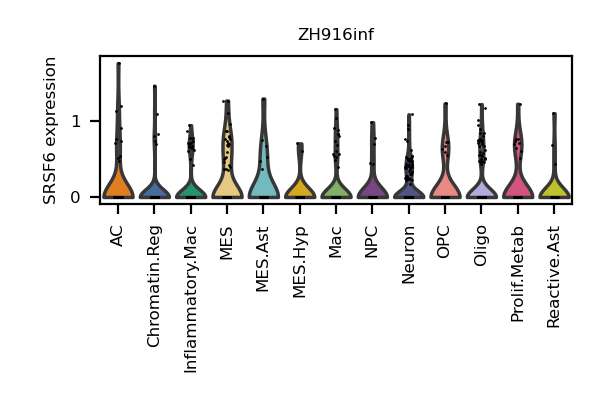 ZH916inf
SRSF6 expression
1
0
AC
Chromatin.Reg
Inflammatory.Mac
MES
MES.Ast
MES.Hyp
Mac
NPC
Neuron
OPC
Oligo
Prolif.Metab
Reactive.Ast